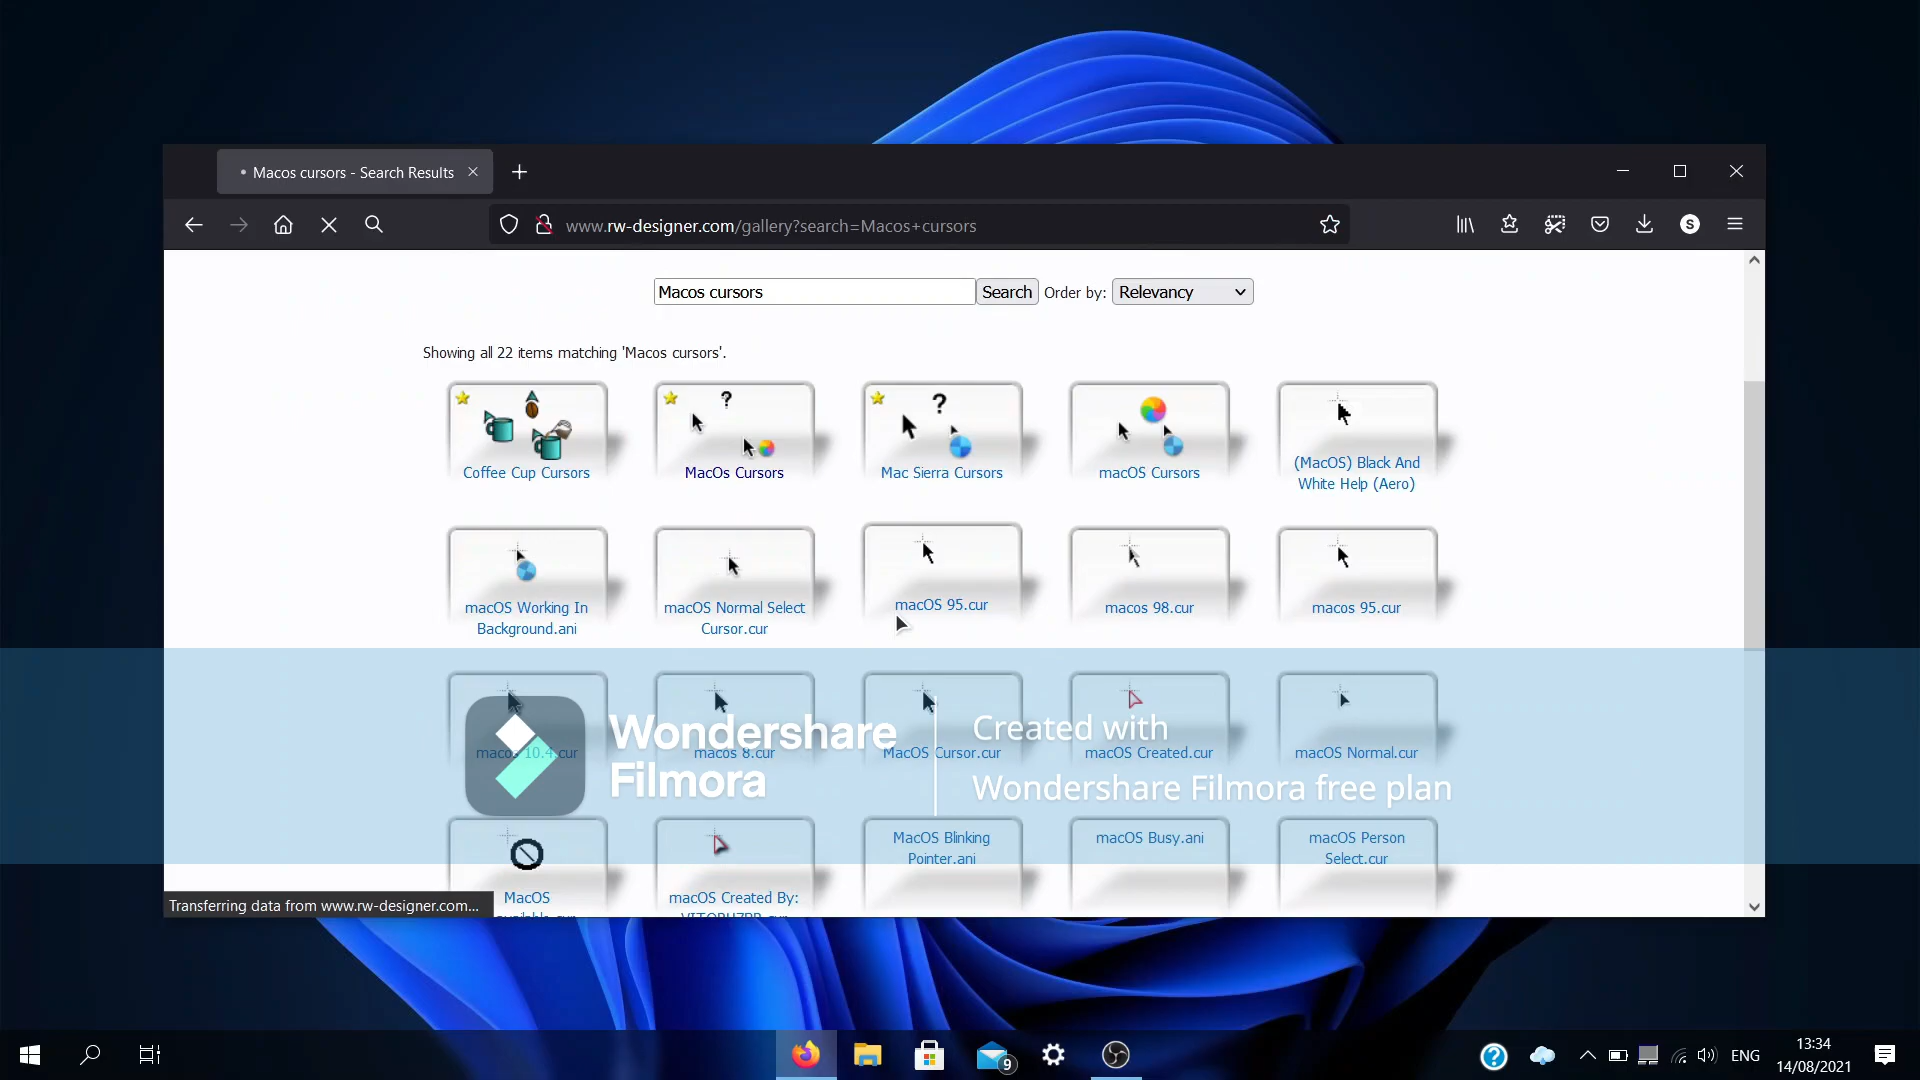 Macos cursors - Search Results
www.rw-designer.com/gallery?search=Macos+cursors
S
Macos cursors
Search
Order by:
Relevancy
Showing all 22 items matching 'Macos cursors'.
Coffee Cup Cursors
MacOs Cursors
Mac Sierra Cursors
macOS Cursors
(MacOS) Black And
White Help (Aero)
macOS Working In
Background.ani
macOS Normal Select
Cursor.cur
macOS 95.cur
macos 98.cur
macos 95.cur
macos 10.4.cur
macos 8.cur
MacOS Cursor.cur
macOS Created.cur
macOS Normal.cur
Wondershare
Filmora
Created with
Wondershare Filmora free plan
MacOS
macOS Created By:
MacOS Blinking
Pointer.ani
macOS Busy.ani
macOS Person
Select.cur
Transferring data from www.rw-designer.com...
9
ENG
13:34
14/08/2021